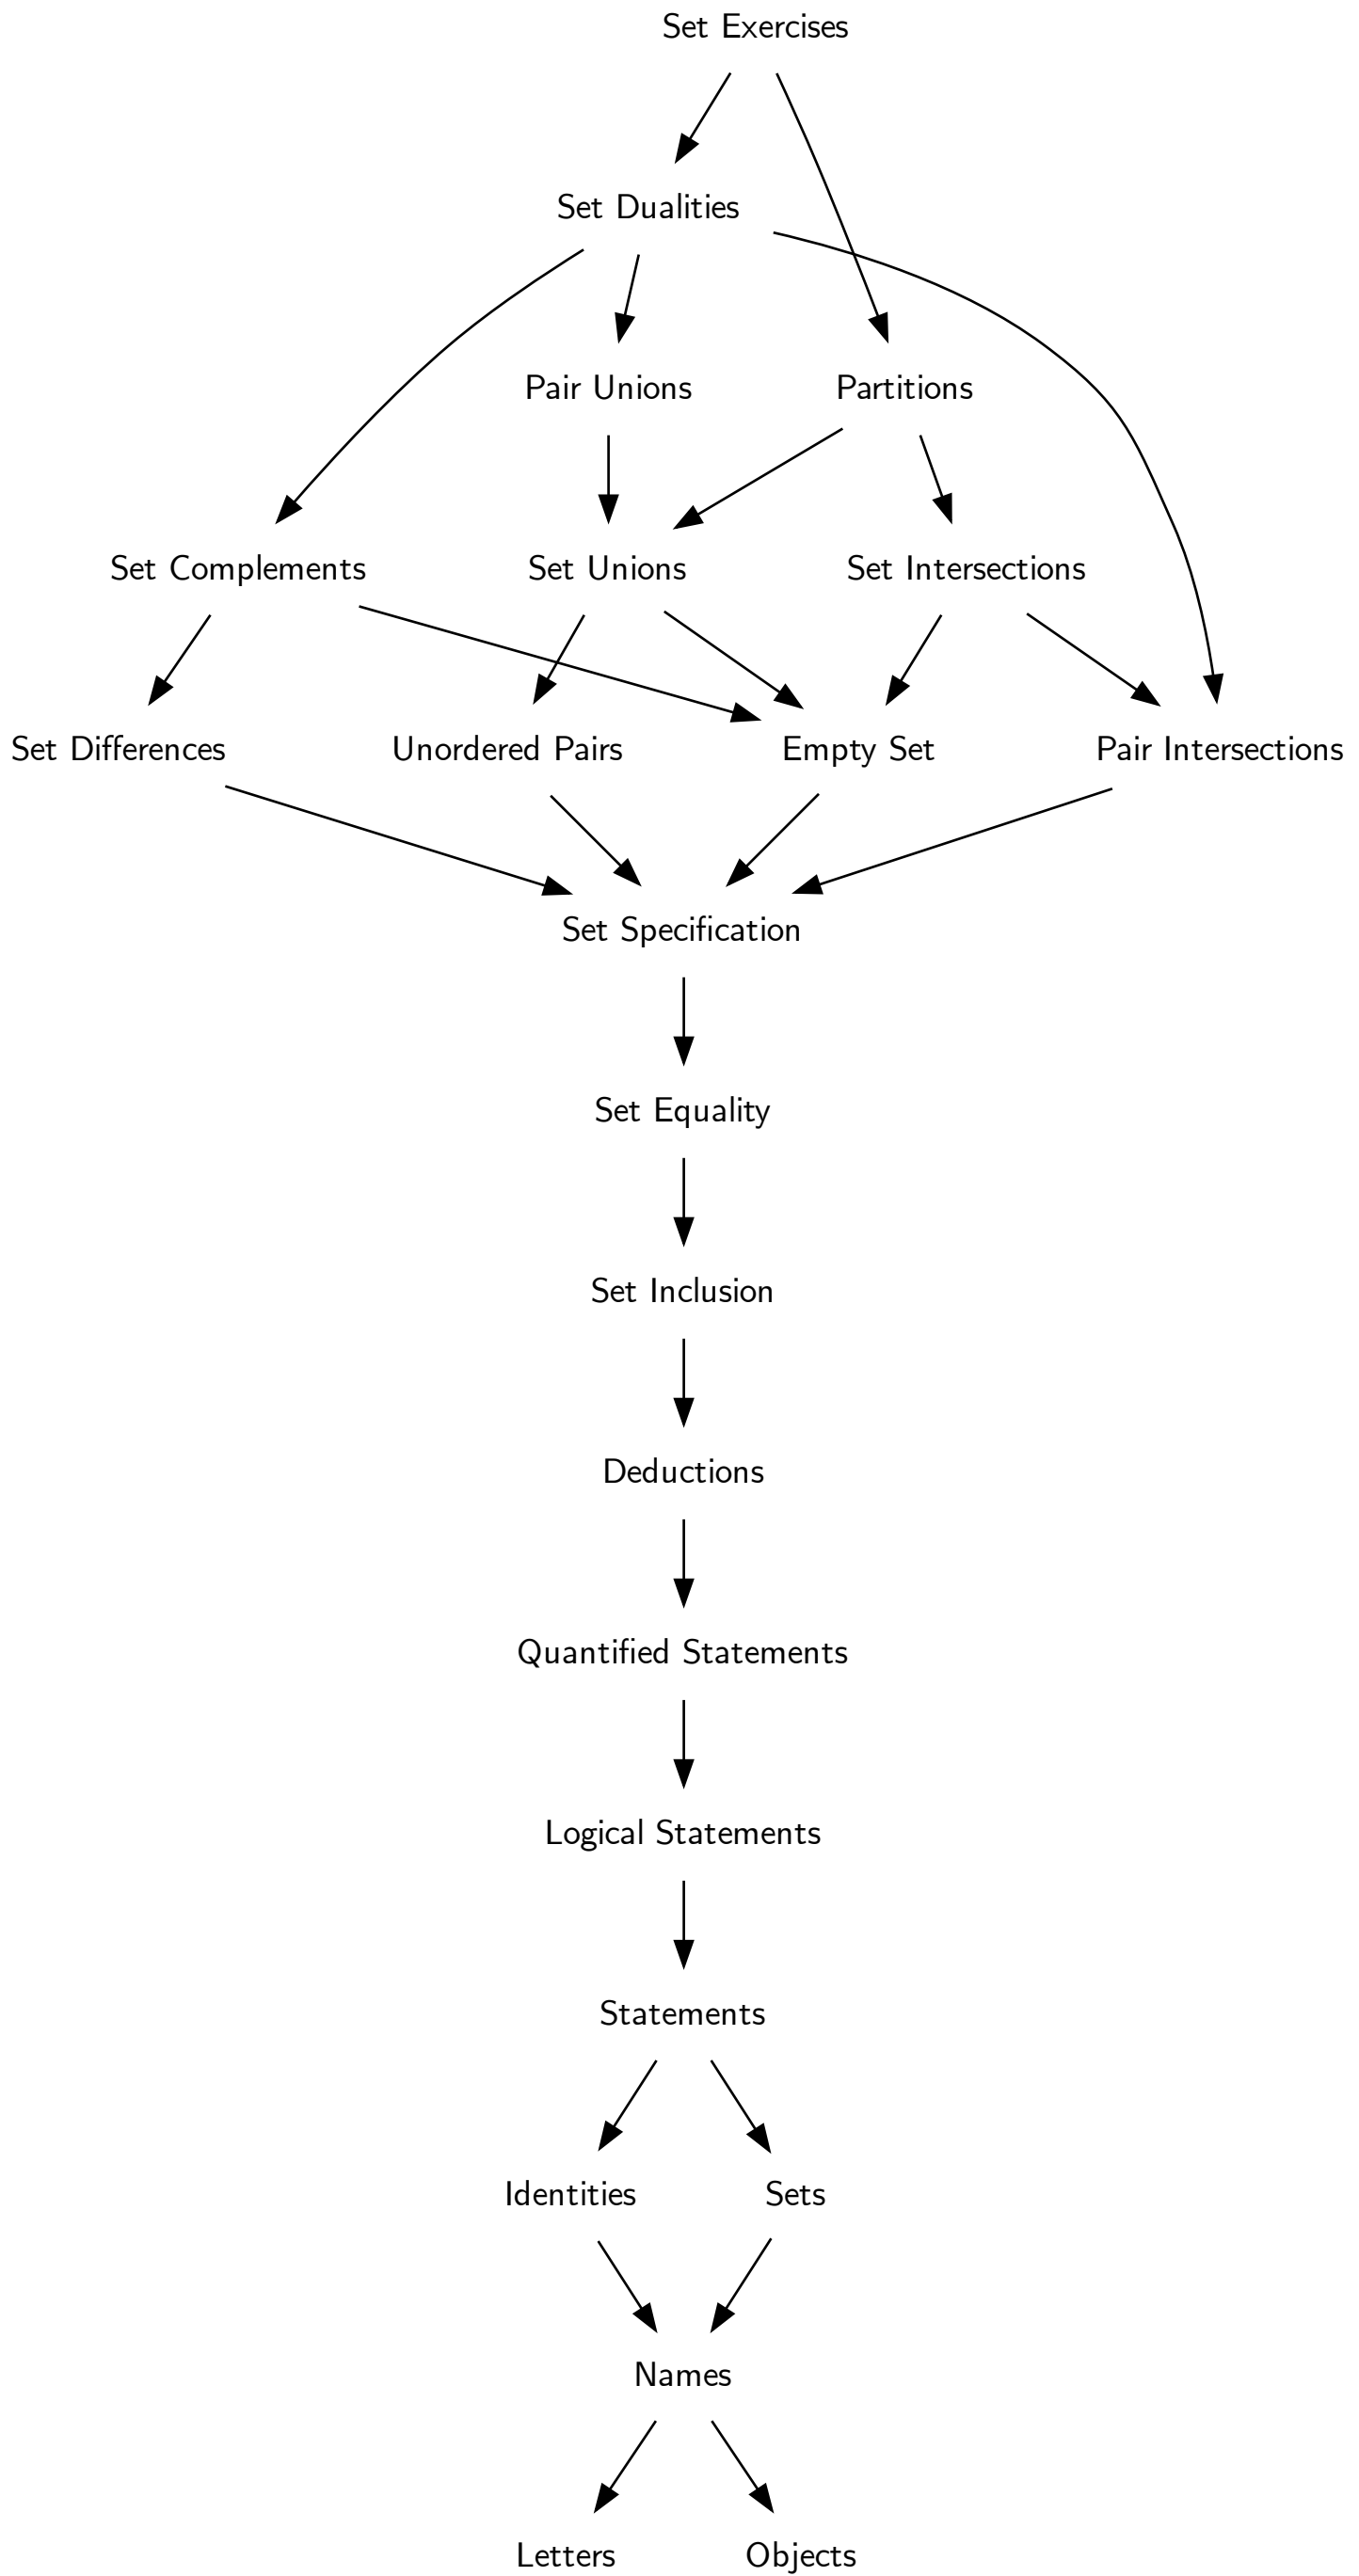 Set Exercises
Set Dualities
Pair Unions
Partitions
Set Complements
Set Unions
Set Intersections
Set Differences
Unordered Pairs
Empty Set
Pair Intersections
Set Specification
Set Equality
Set Inclusion
Deductions
Quantified Statements
Logical Statements
Statements
Identities
Sets
Names
Letters
Objects